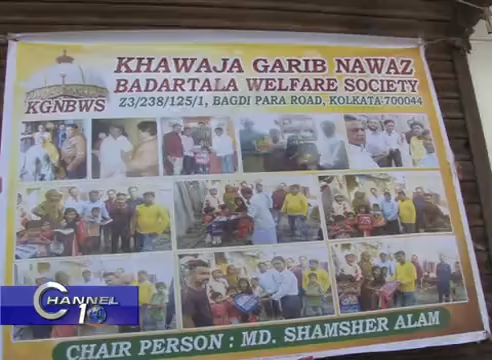 KHAWAJA GARIB NAWAZ
BADARTALA WELFARE SOCIETY
Z3/238/125/1, BAGDI PARA ROAD, KOLKATA-700044
KGNBWS
CHANNEL
10
CHAIR PERSON : MD. SHAMSHER ALAM